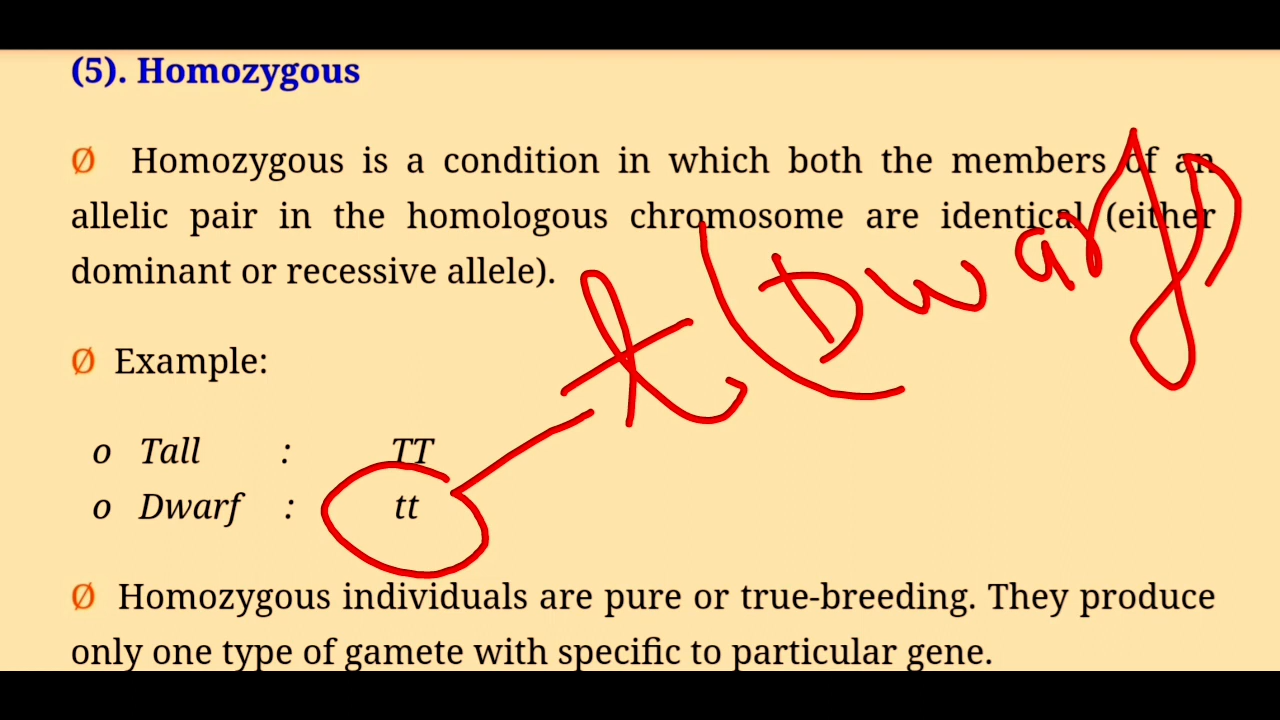 (5). Homozygous
Ø Homozygous is a condition in which both the members of an
allelic pair in the homologous chromosome are identical (either
dominant or recessive allele).
Ø Example:
o Tall : TT
o Dwarf : tt
t (Dwarf)
Ø Homozygous individuals are pure or true-breeding. They produce
only one type of gamete with specific to particular gene.